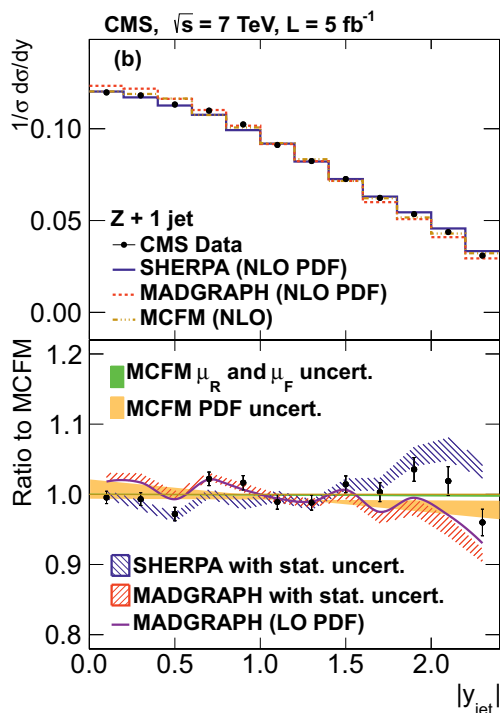 CMS, √s = 7 TeV, L = 5 fb⁻¹
(b)
1/σ dσ/dy
0.10
0.05
0.00
Z + 1 jet
CMS Data
SHERPA (NLO PDF)
MADGRAPH (NLO PDF)
MCFM (NLO)
Ratio to MCFM
1.2
1.1
1.0
0.9
0.8
MCFM μ_R and μ_F uncert.
MCFM PDF uncert.
SHERPA with stat. uncert.
MADGRAPH with stat. uncert.
MADGRAPH (LO PDF)
0.0 0.5 1.0 1.5 2.0
|y_jet|